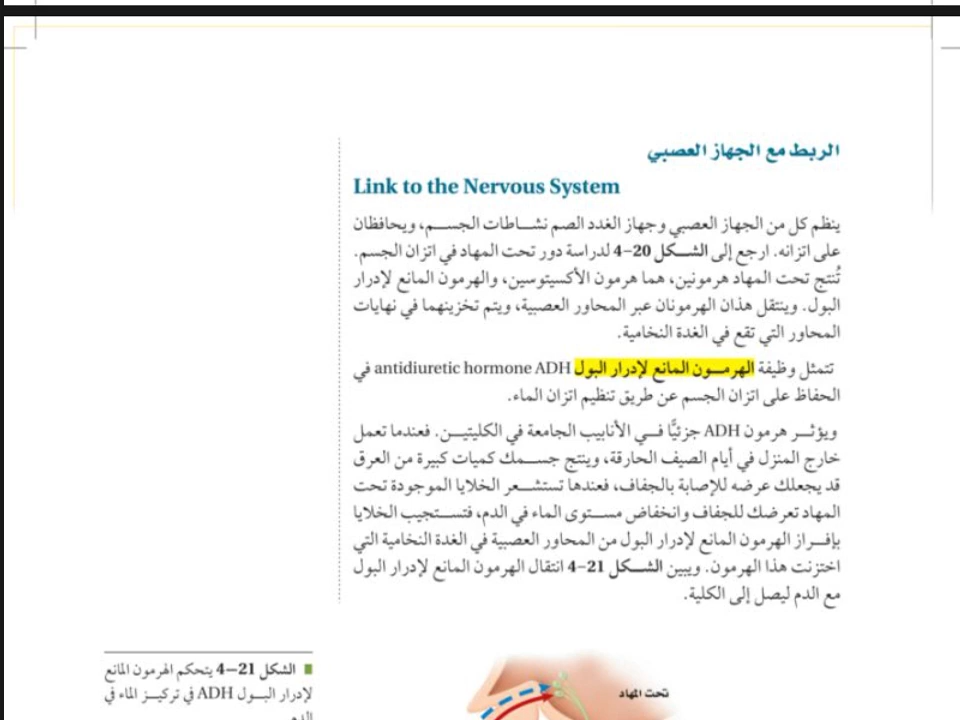 الربط مع الجهاز العصبي
Link to the Nervous System
ينظم كل من الجهاز العصبي وجهاز الغدد الصم نشاطات الجسم، ويحافظان
على اتزانه. ارجع إلى الشكل 20-4 لدراسة دور تحت المهاد في اتزان الجسم.
تُنتج تحت المهاد هرمونين، هما هرمون الأكسيتوسين، والهرمون المانع لإدرار
البول. وينتقل هذان الهرمونان عبر المحاور العصبية، ويتم تخزينهما في نهايات
المحاور التي تقع في الغدة النخامية.
تتمثل وظيفة الهرمون المانع لإدرار البول antidiuretic hormone ADH في
الحفاظ على اتزان الجسم عن طريق تنظيم اتزان الماء.
ويؤثر هرمون ADH جزئيًّا في الأنابيب الجامعة في الكليتين. فعندما تعمل
خارج المنزل في أيام الصيف الحارقة، وينتج جسمك كميات كبيرة من العرق
قد يجعلك عرضه للإصابة بالجفاف، فعندها تستشعر الخلايا الموجودة تحت
المهاد تعرضك للجفاف وانخفاض مستوى الماء في الدم، فتستجيب الخلايا
بإفراز الهرمون المانع لإدرار البول من المحاور العصبية في الغدة النخامية التي
اختزنت هذا الهرمون. ويبين الشكل 21-4 انتقال الهرمون المانع لإدرار البول
مع الدم ليصل إلى الكلية.
الشكل 21-4 يتحكم الهرمون المانع
لإدرار البول ADH في تركيز الماء في
الدم
تحت المهاد